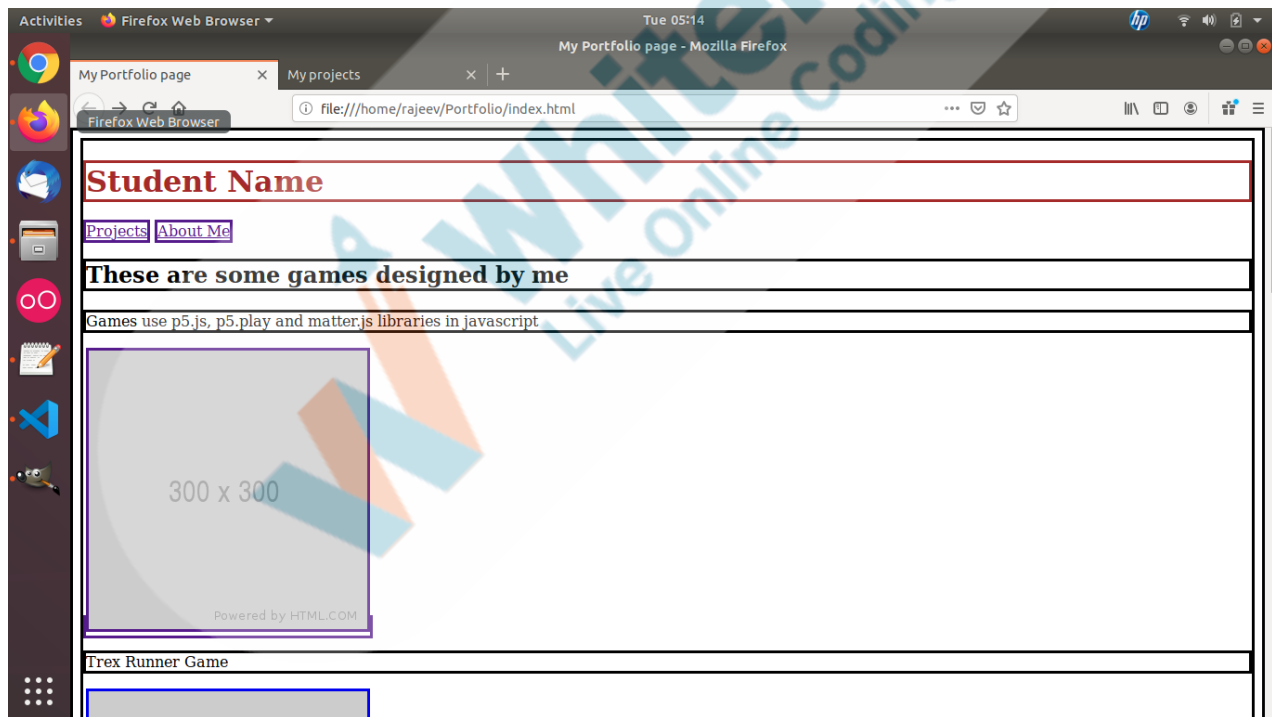 Activities Firefox Web Browser Tue 05:14
My Portfolio page - Mozilla Firefox
My Portfolio page My projects
file:///home/rajeev/Portfolio/index.html
Firefox Web Browser
Student Name
Projects About Me
These are some games designed by me
Games use p5.js, p5.play and matter.js libraries in javascript
300 x 300
Powered by HTML.COM
Trex Runner Game
hp
Live Online Coding